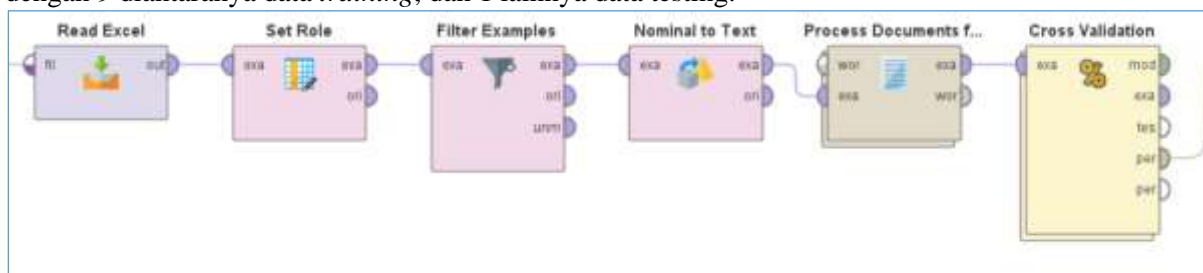 dengan 9 diantaranya data training, dan 1 lainnya data testing.
Read Excel Set Role Filter Examples Nominal to Text Process Documents f... Cross Validation
fil out exa exa exa exa exa exa wor exa exa mod
ori ori ori exa wor exa
unm tes
per
per